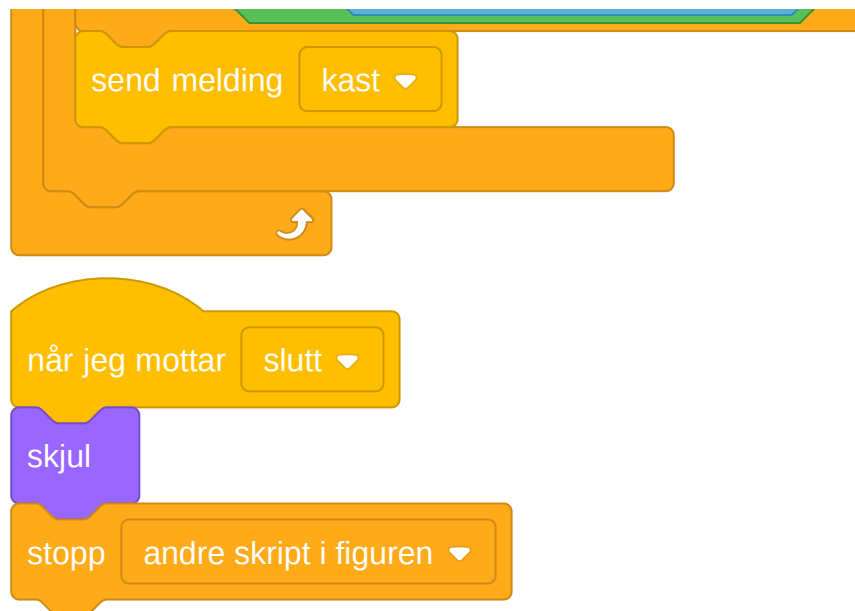 send melding kast
når jeg mottar slutt
skjul
stopp andre skript i figuren